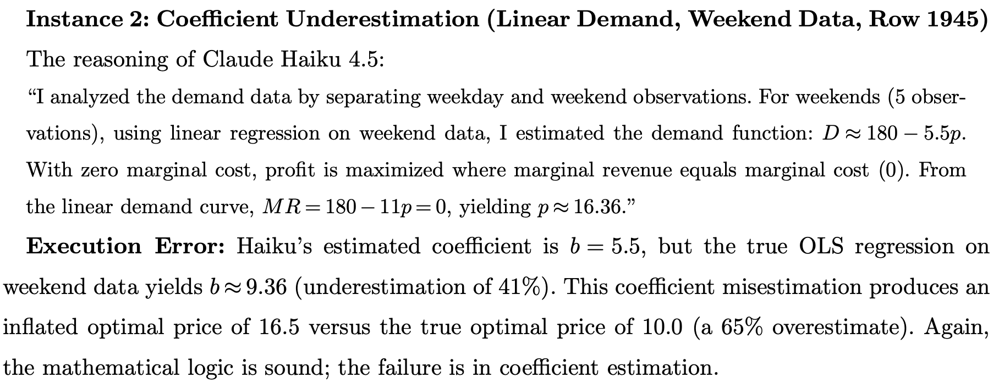 Instance 2: Coefficient Underestimation (Linear Demand, Weekend Data, Row 1945)
The reasoning of Claude Haiku 4.5:
“I analyzed the demand data by separating weekday and weekend observations. For weekends (5 obser-
vations), using linear regression on weekend data, I estimated the demand function: D ≈ 180 − 5.5p.
With zero marginal cost, profit is maximized where marginal revenue equals marginal cost (0). From
the linear demand curve, MR = 180 − 11p = 0, yielding p ≈ 16.36.”
Execution Error: Haiku’s estimated coefficient is b = 5.5, but the true OLS regression on
weekend data yields b ≈ 9.36 (underestimation of 41%). This coefficient misestimation produces an
inflated optimal price of 16.5 versus the true optimal price of 10.0 (a 65% overestimate). Again,
the mathematical logic is sound; the failure is in coefficient estimation.